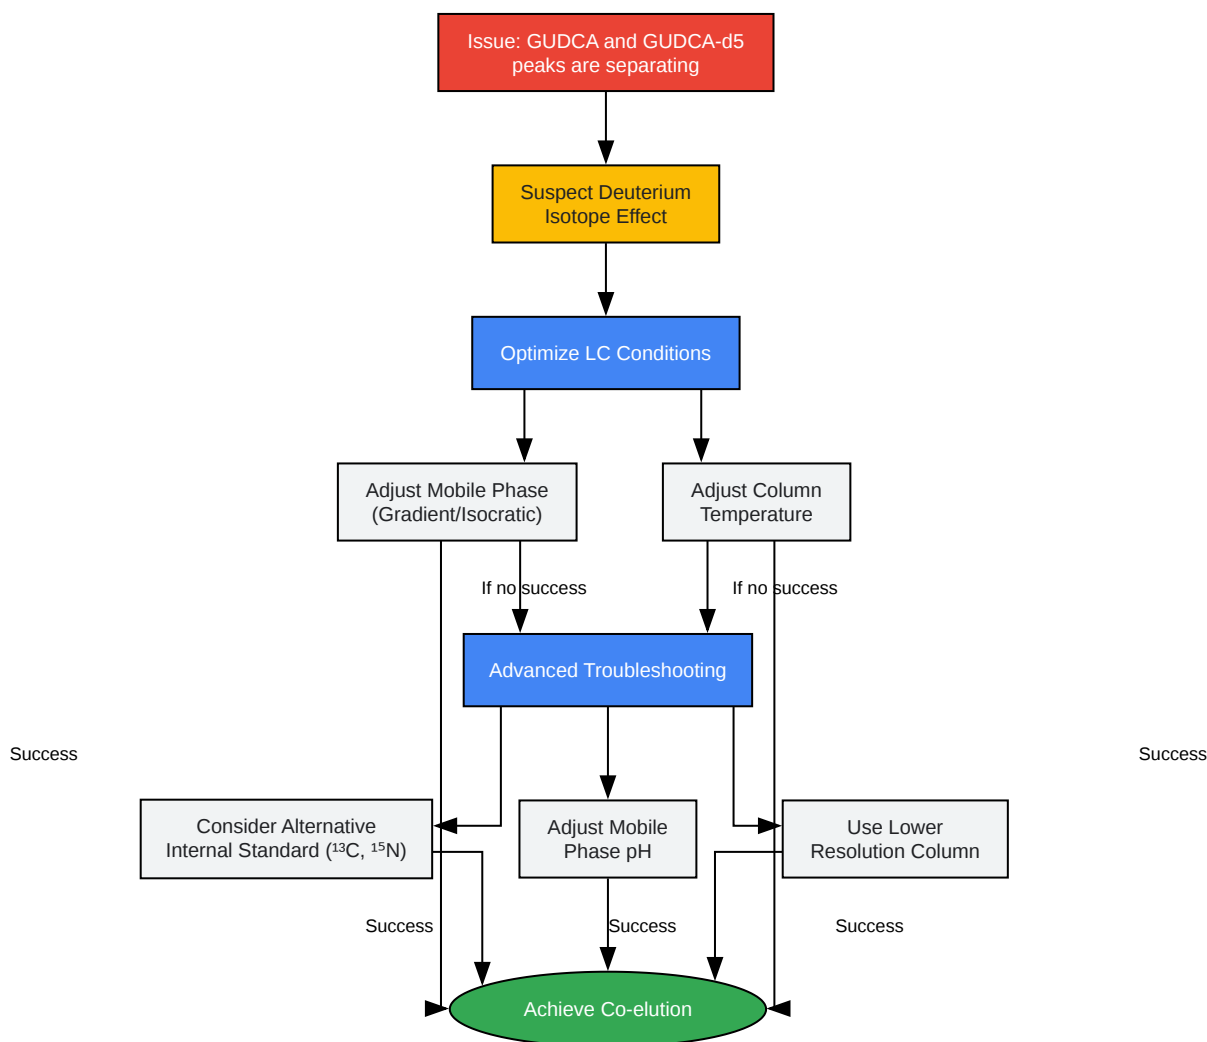 Issue: GUDCA and GUDCA-d5
peaks are separating
Suspect Deuterium
Isotope Effect
Optimize LC Conditions
Adjust Mobile Phase
(Gradient/Isocratic)
Adjust Column
Temperature
If no success
If no success
Advanced Troubleshooting
Success
Success
Consider Alternative
Internal Standard (¹³C, ¹⁵N)
Adjust Mobile
Phase pH
Use Lower
Resolution Column
Success
Success
Success
Achieve Co-elution